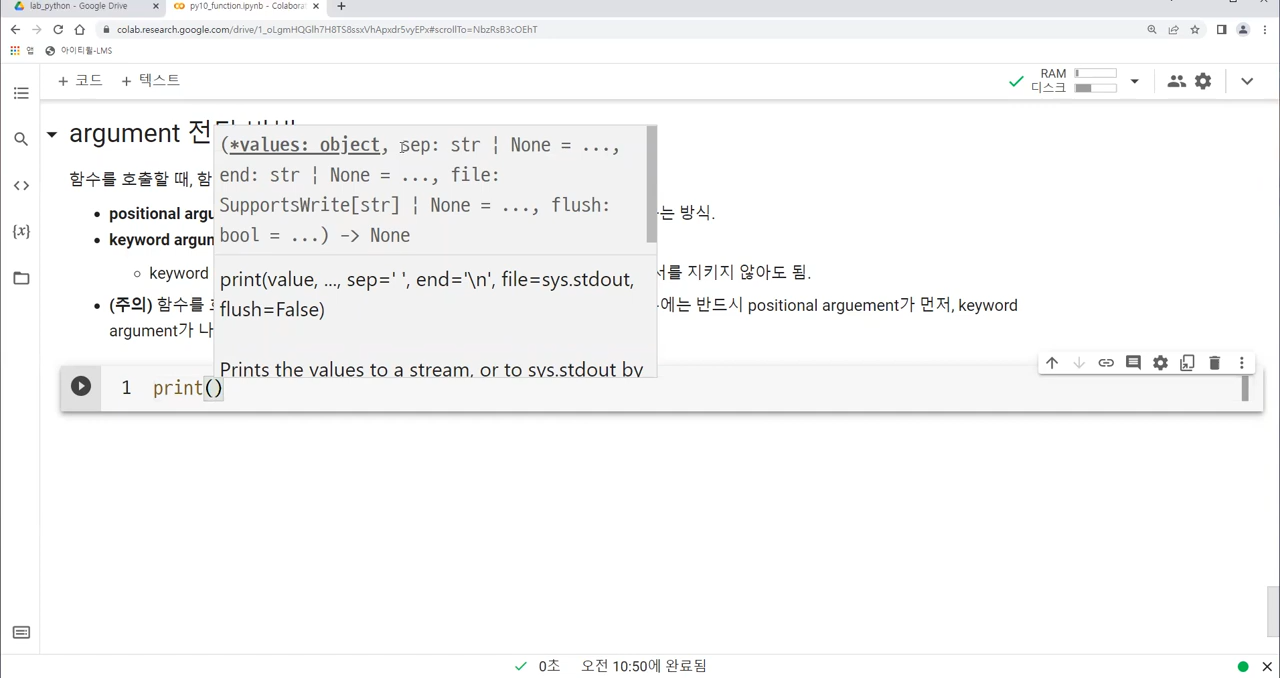 lab_python - Google Drive
py10_function.ipynb - Colabora
colab.research.google.com/drive/1_oLgmHQGlh7H8TS8ssxVhApxdr5vyEPx#scrollTo=NbzRsB3cOEhT
앱 아이티윌-LMS
+ 코드 + 텍스트
RAM
디스크
argument
(*values: object, sep: str | None = ...,
end: str | None = ..., file:
SupportsWrite[str] | None = ..., flush:
bool = ...) -> None
print(value, ..., sep=' ', end='\n', file=sys.stdout,
flush=False)
Prints the values to a stream, or to sys.stdout by
함수를 호출할 때, 함
positional argu 는 방식.
keyword argun
keyword 서를 지키지 않아도 됨.
(주의) 함수를 에는 반드시 positional arguement가 먼저, keyword
argument가 나
1 print()
0초 오전 10:50에 완료됨